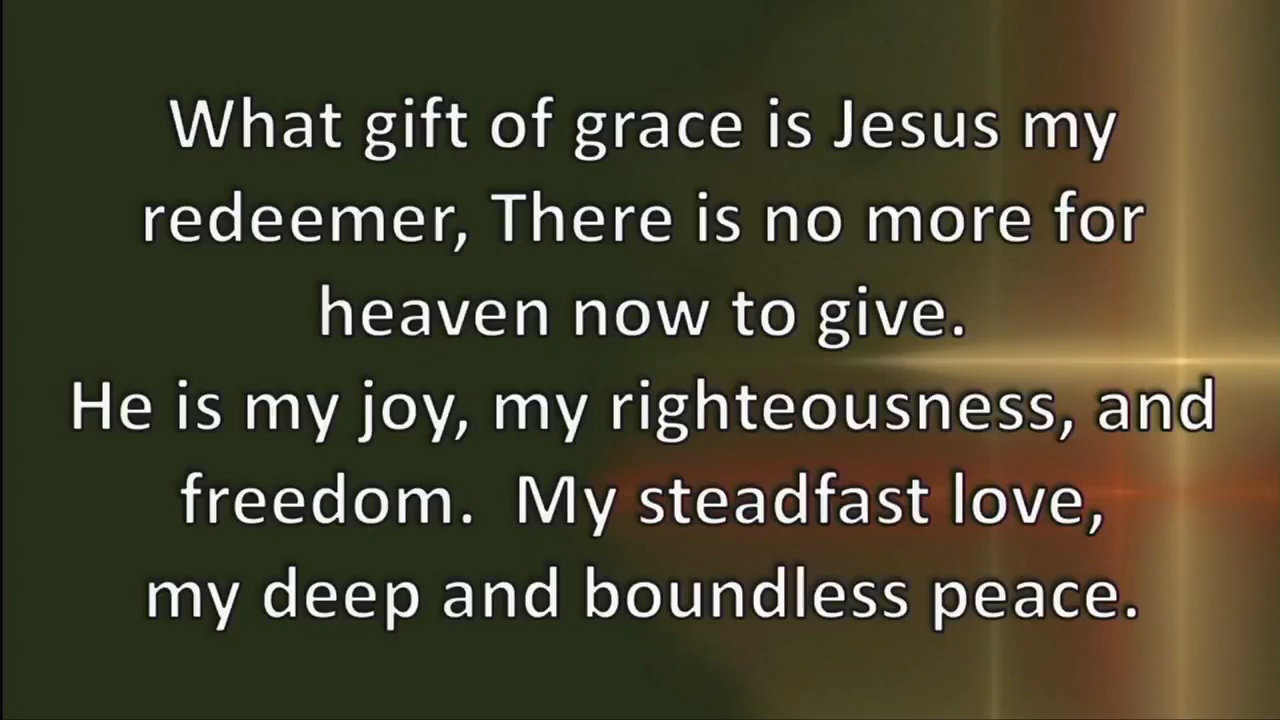 What gift of grace is Jesus my
redeemer, There is no more for
heaven now to give.
He is my joy, my righteousness, and
freedom.  My steadfast love,
my deep and boundless peace.